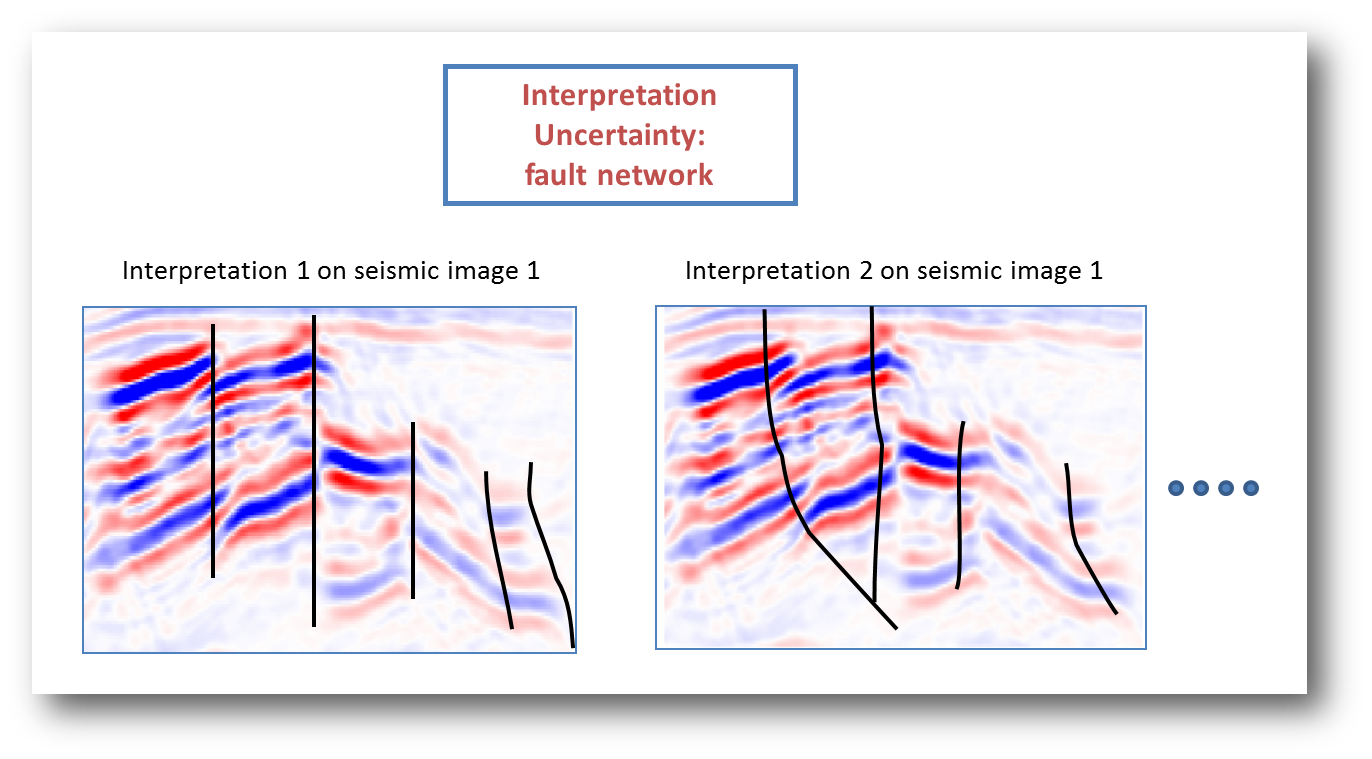 Interpretation
Uncertainty:
fault network
Interpretation 1 on seismic image 1
Interpretation 2 on seismic image 1